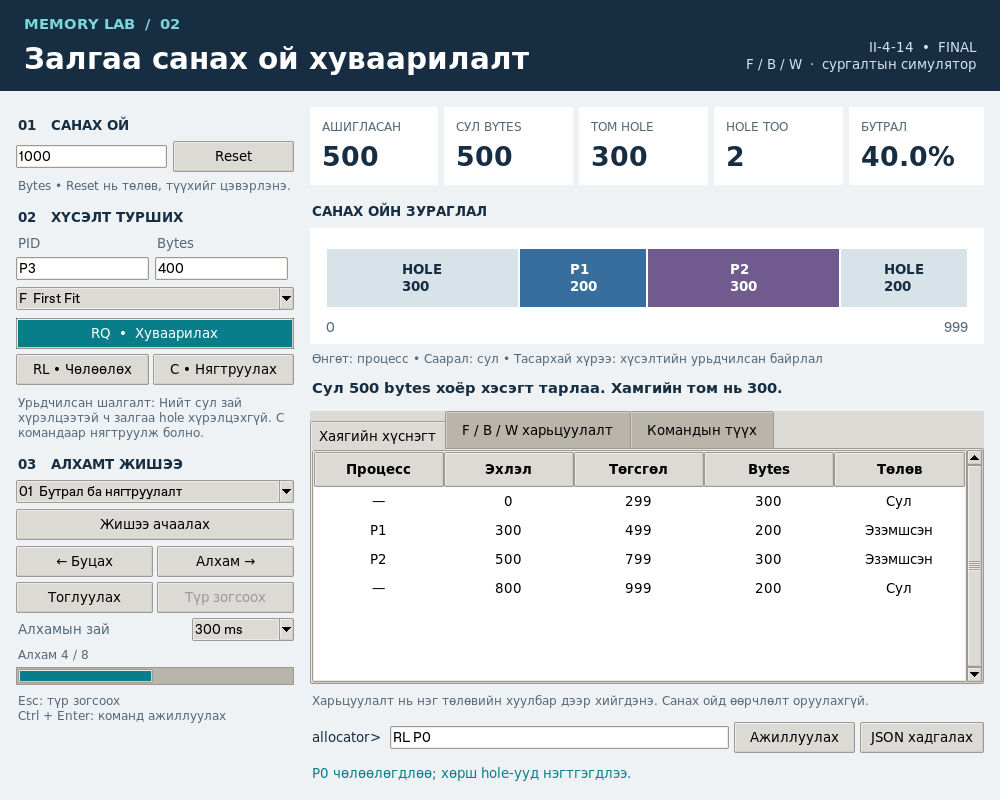 MEMORY LAB / 02
Залгаа санах ой хуваарилалт
II-4-14 • FINAL
F / B / W · сургалтын симулятор
01 САНАХ ОЙ
1000 Reset
Bytes • Reset нь төлөв, түүхийг цэвэрлэнэ.
02 ХҮСЭЛТ ТУРШИХ
PID Bytes
P3 400
F First Fit
RQ • Хуваарилах
RL • Чөлөөлөх C • Нягтруулах
Урьдчилсан шалгалт: Нийт сул зай
хүрэлцээтэй ч залгаа hole хүрэлцэхгүй. C
командаар нягтруулж болно.
03 АЛХАМТ ЖИШЭЭ
01 Бутрал ба нягтруулалт
Жишээ ачаалах
← Буцах Алхам →
Тоглуулах Түр зогсоох
Алхамын зай 300 ms
Алхам 4 / 8
Esc: түр зогсоох
Ctrl + Enter: команд ажиллуулах
АШИГЛАСАН СУЛ BYTES ТОМ HOLE HOLE ТОО БУТРАЛ
500 500 300 2 40.0%
САНАХ ОЙН ЗУРАГЛАЛ
HOLE P1 P2 HOLE
300 200 300 200
0 999
Өнгөт: процесс • Саарал: сул • Тасархай хүрээ: хүсэлтийн урьдчилсан байрлал
Сул 500 bytes хоёр хэсэгт тарлаа. Хамгийн том нь 300.
Хаягийн хүснэгт F / B / W харьцуулалт Командын түүх
Процесс Эхлэл Төгсгөл Bytes Төлөв
— 0 299 300 Сул
P1 300 499 200 Эзэмшсэн
P2 500 799 300 Эзэмшсэн
— 800 999 200 Сул
Харьцуулалт нь нэг төлөвийн хуулбар дээр хийгдэнэ. Санах ойд өөрчлөлт оруулахгүй.
allocator> RL P0 Ажиллуулах JSON хадгалах
P0 чөлөөлөгдлөө; хөрш hole-ууд нэгтгэгдлээ.